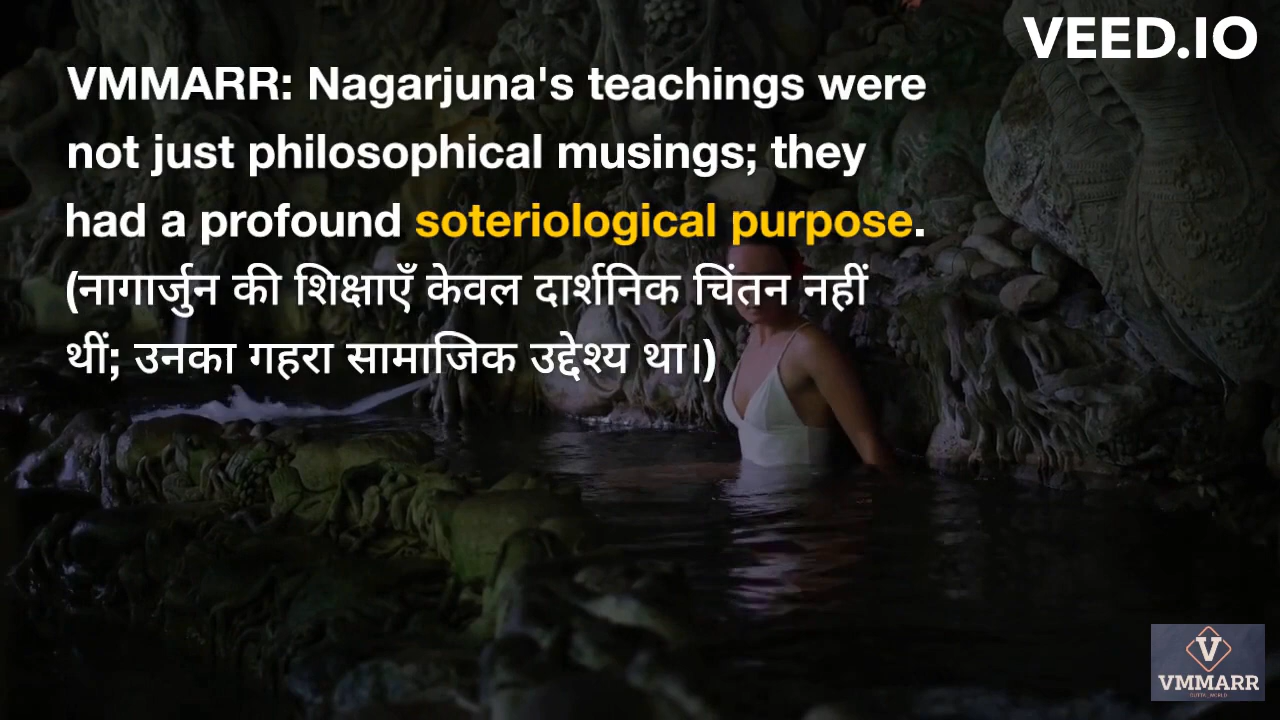 VEED.IO
VMMARR: Nagarjuna's teachings were
not just philosophical musings; they
had a profound soteriological purpose.
(नागार्जुन की शिक्षाएँ केवल दार्शनिक चिंतन नहीं
थीं; उनका गहरा सामाजिक उद्देश्य था।)
V
VMMARR